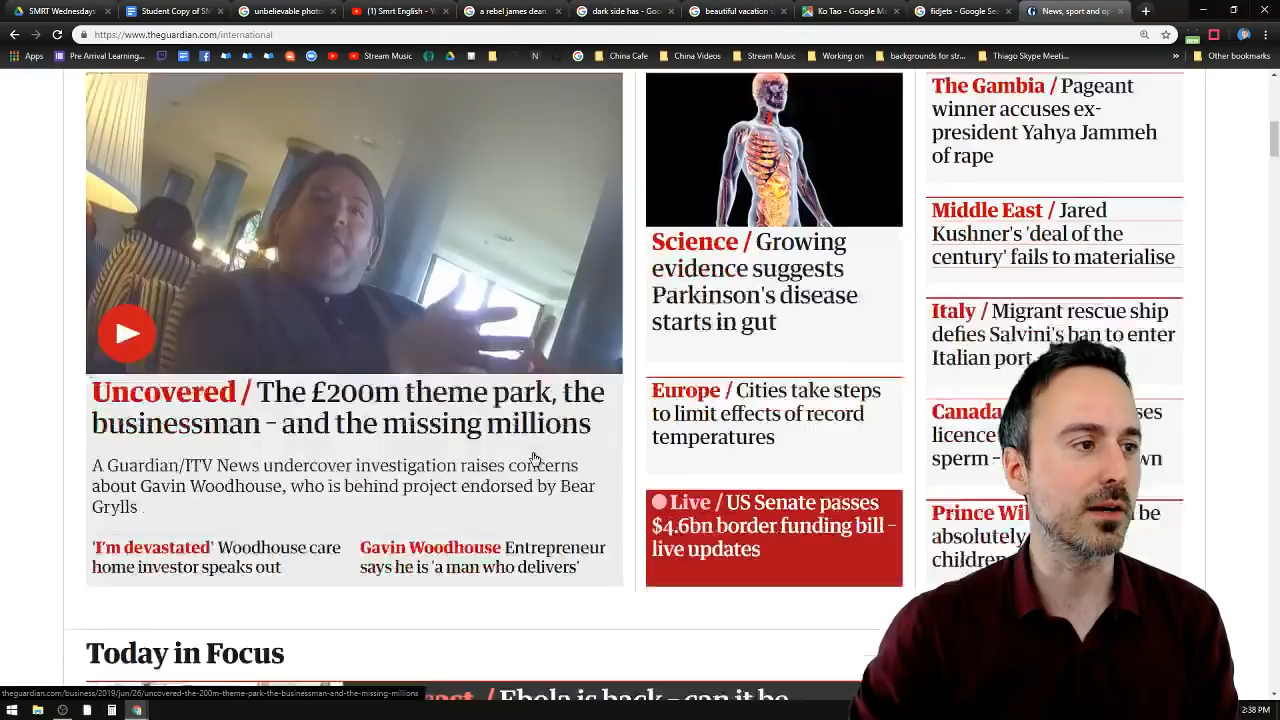 SMRT Wednesdays
Student Copy of SM
unbelievable photo
(1) Smrt English - Yo
a rebel james dean
dark side has - Goo
beautiful vacation s
Ko Tao - Google M
fidjets - Google Sea
News, sport and op
https://www.theguardian.com/international
Apps
Pre Arrival Learning...
Stream Music
N
China Cafe
China Videos
Stream Music
Working on
backgrounds for str...
Thiago Skype Meeti...
»
Other bookmarks
Uncovered / The £200m theme park, the
businessman – and the missing millions
A Guardian/ITV News undercover investigation raises concerns
about Gavin Woodhouse, who is behind project endorsed by Bear
Grylls
'I'm devastated' Woodhouse care
home investor speaks out
Gavin Woodhouse Entrepreneur
says he is 'a man who delivers'
Science / Growing
evidence suggests
Parkinson's disease
starts in gut
Europe / Cities take steps
to limit effects of record
temperatures
Live / US Senate passes
$4.6bn border funding bill –
live updates
The Gambia / Pageant
winner accuses ex-
president Yahya Jammeh
of rape
Middle East / Jared
Kushner's 'deal of the
century' fails to materialise
Italy / Migrant rescue ship
defies Salvini's ban to enter
Italian port
Canada
licence
sperm –
Prince Wil
absolutely
children
be
Today in Focus
Ebola is back – can it be
theguardian.com/business/2019/jun/26/uncovered-the-200m-theme-park-the-businessman-and-the-missing-millions
2:38 PM